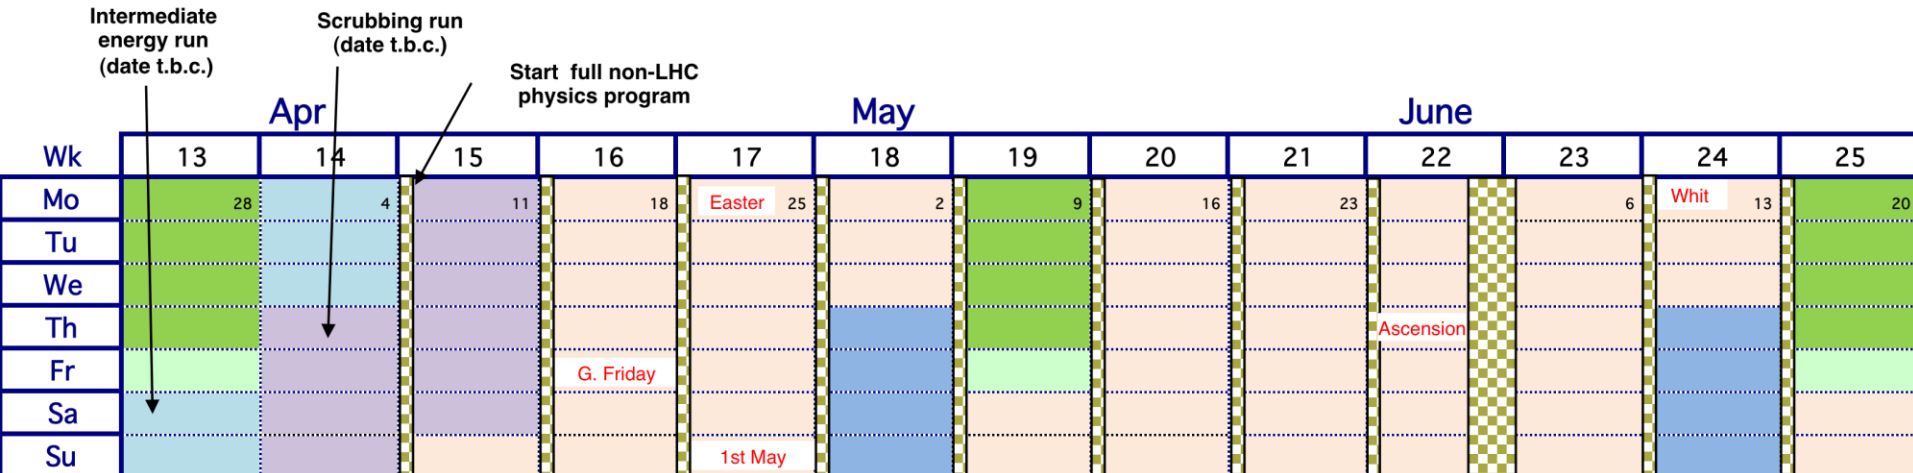 Intermediate
energy run
(date t.b.c.)
Scrubbing run
(date t.b.c.)
Start full non-LHC
physics program
Apr May June
Wk 13 14 15 16 17 18 19 20 21 22 23 24 25
Mo 28 4 11 18 Easter 25 2 9 16 23 6 Whit 13 20
Tu
We
Th Ascension
Fr G. Friday
Sa
Su 1st May